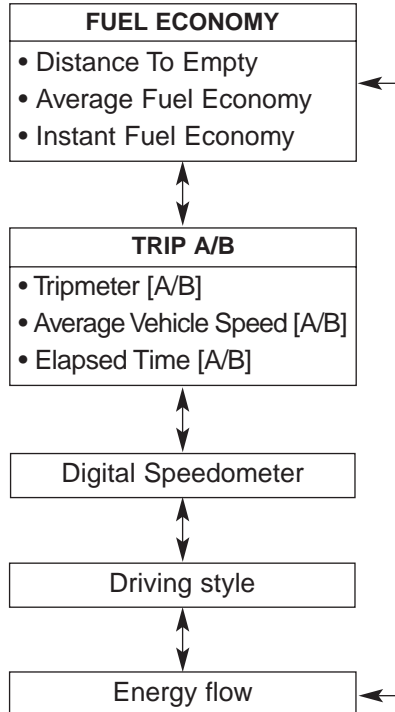 FUEL ECONOMY
• Distance To Empty
• Average Fuel Economy
• Instant Fuel Economy
TRIP A/B
• Tripmeter [A/B]
• Average Vehicle Speed [A/B]
• Elapsed Time [A/B]
Digital Speedometer
Driving style
Energy flow